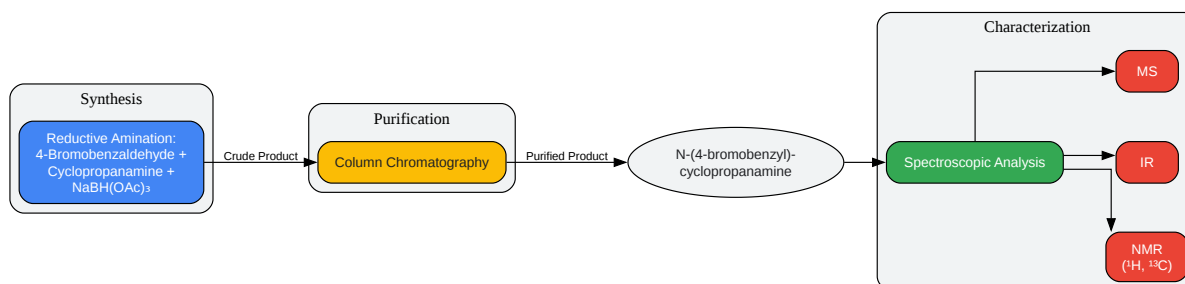 Synthesis
Reductive Amination:
4-Bromobenzaldehyde +
Cyclopropanamine +
NaBH(OAc)₃
Crude Product
Purification
Column Chromatography
Purified Product
N-(4-bromobenzyl)-
cyclopropanamine
Characterization
Spectroscopic Analysis
MS
IR
NMR
(¹H, ¹³C)